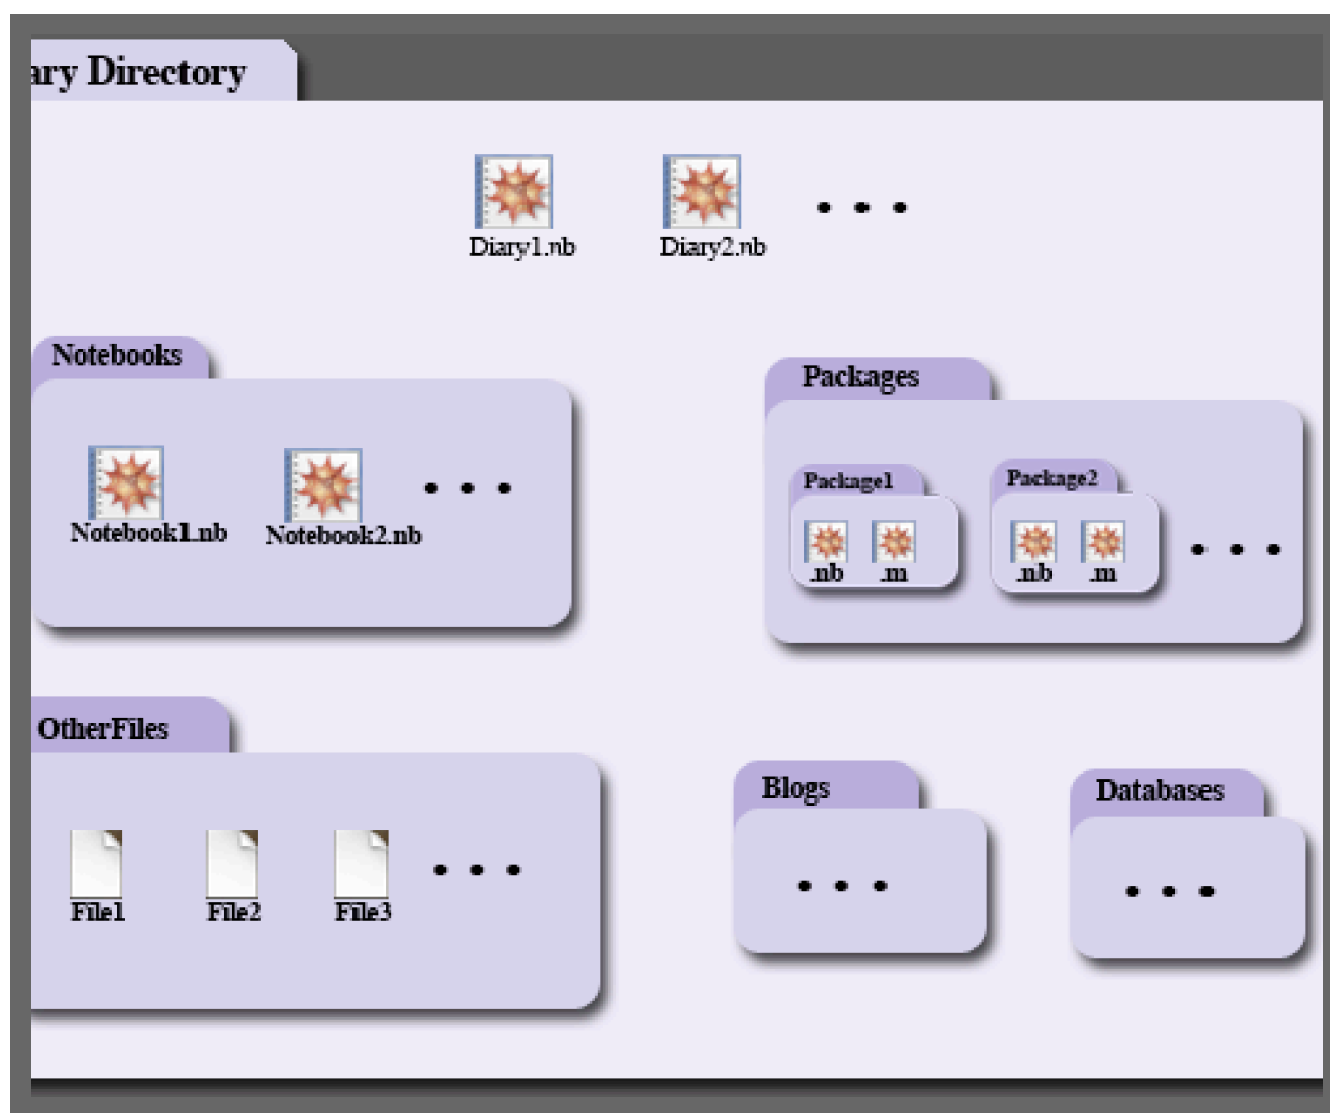 ary Directory
Diary1.nb
Diary2.nb
• • •
Notebooks
Notebook1.nb
Notebook2.nb
• • •
Packages
Package1
.nb
.m
Package2
.nb
.m
• • •
OtherFiles
File1
File2
File3
• • •
Blogs
• • •
Databases
• • •